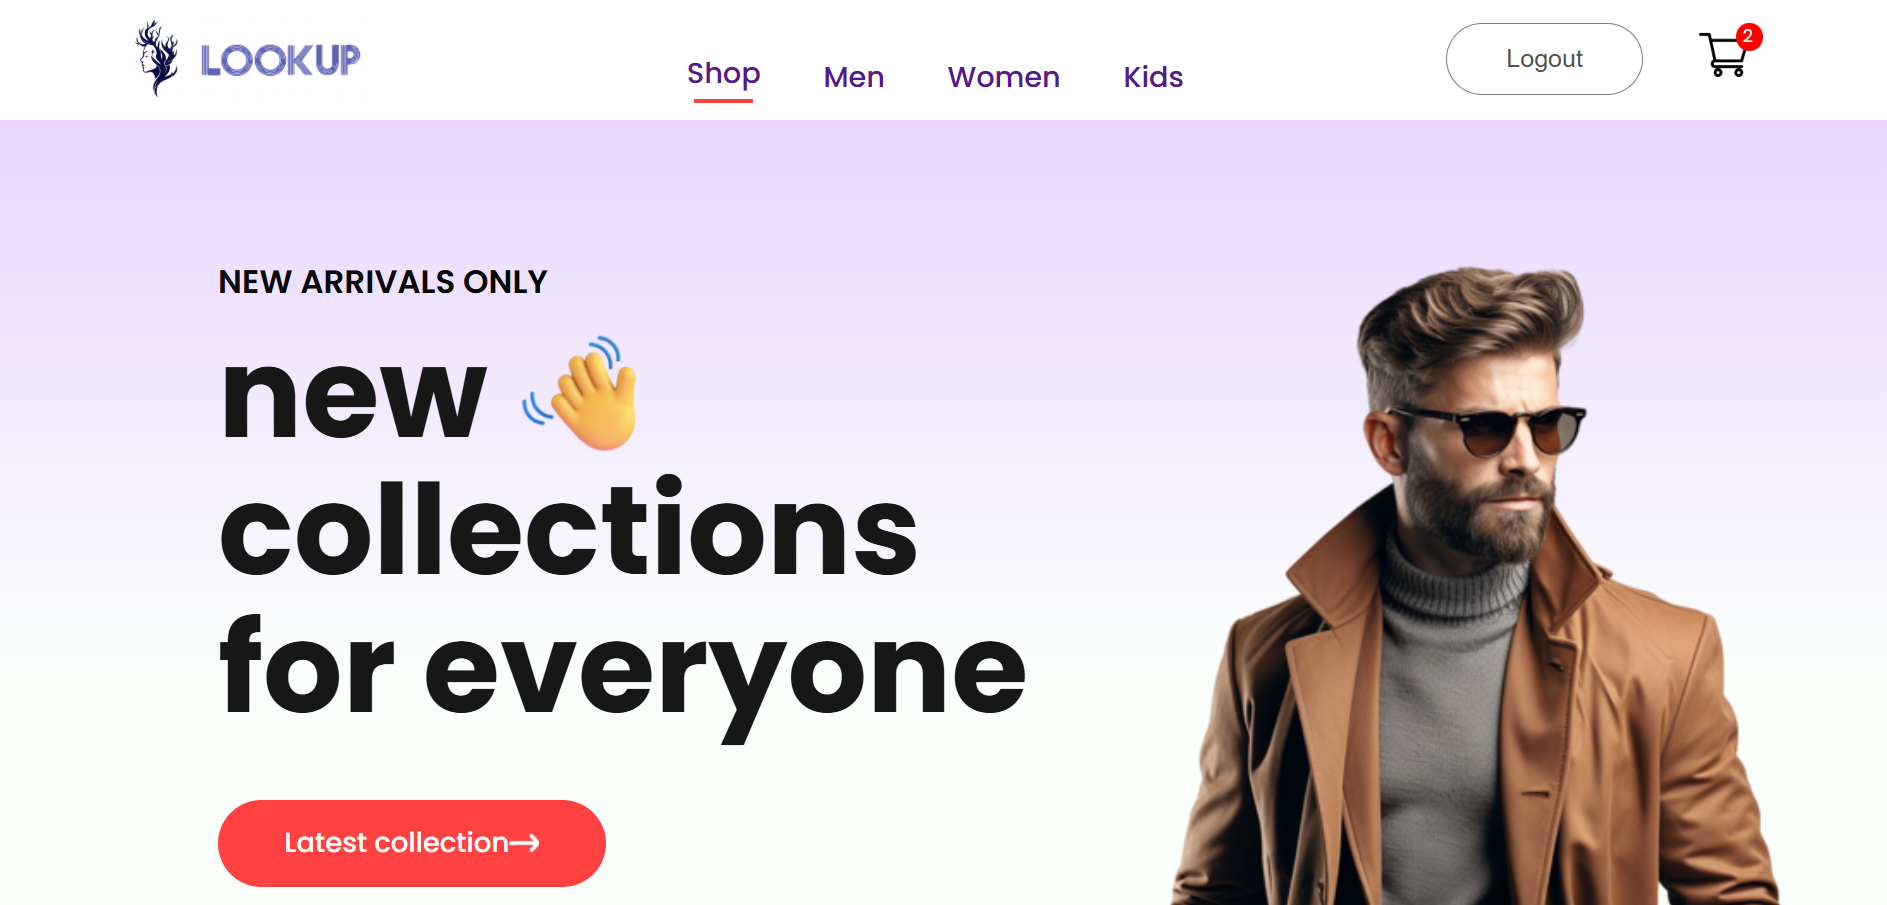 LOOKUP
Shop Men Women Kids
Logout
2
NEW ARRIVALS ONLY
new
collections
for everyone
Latest collection